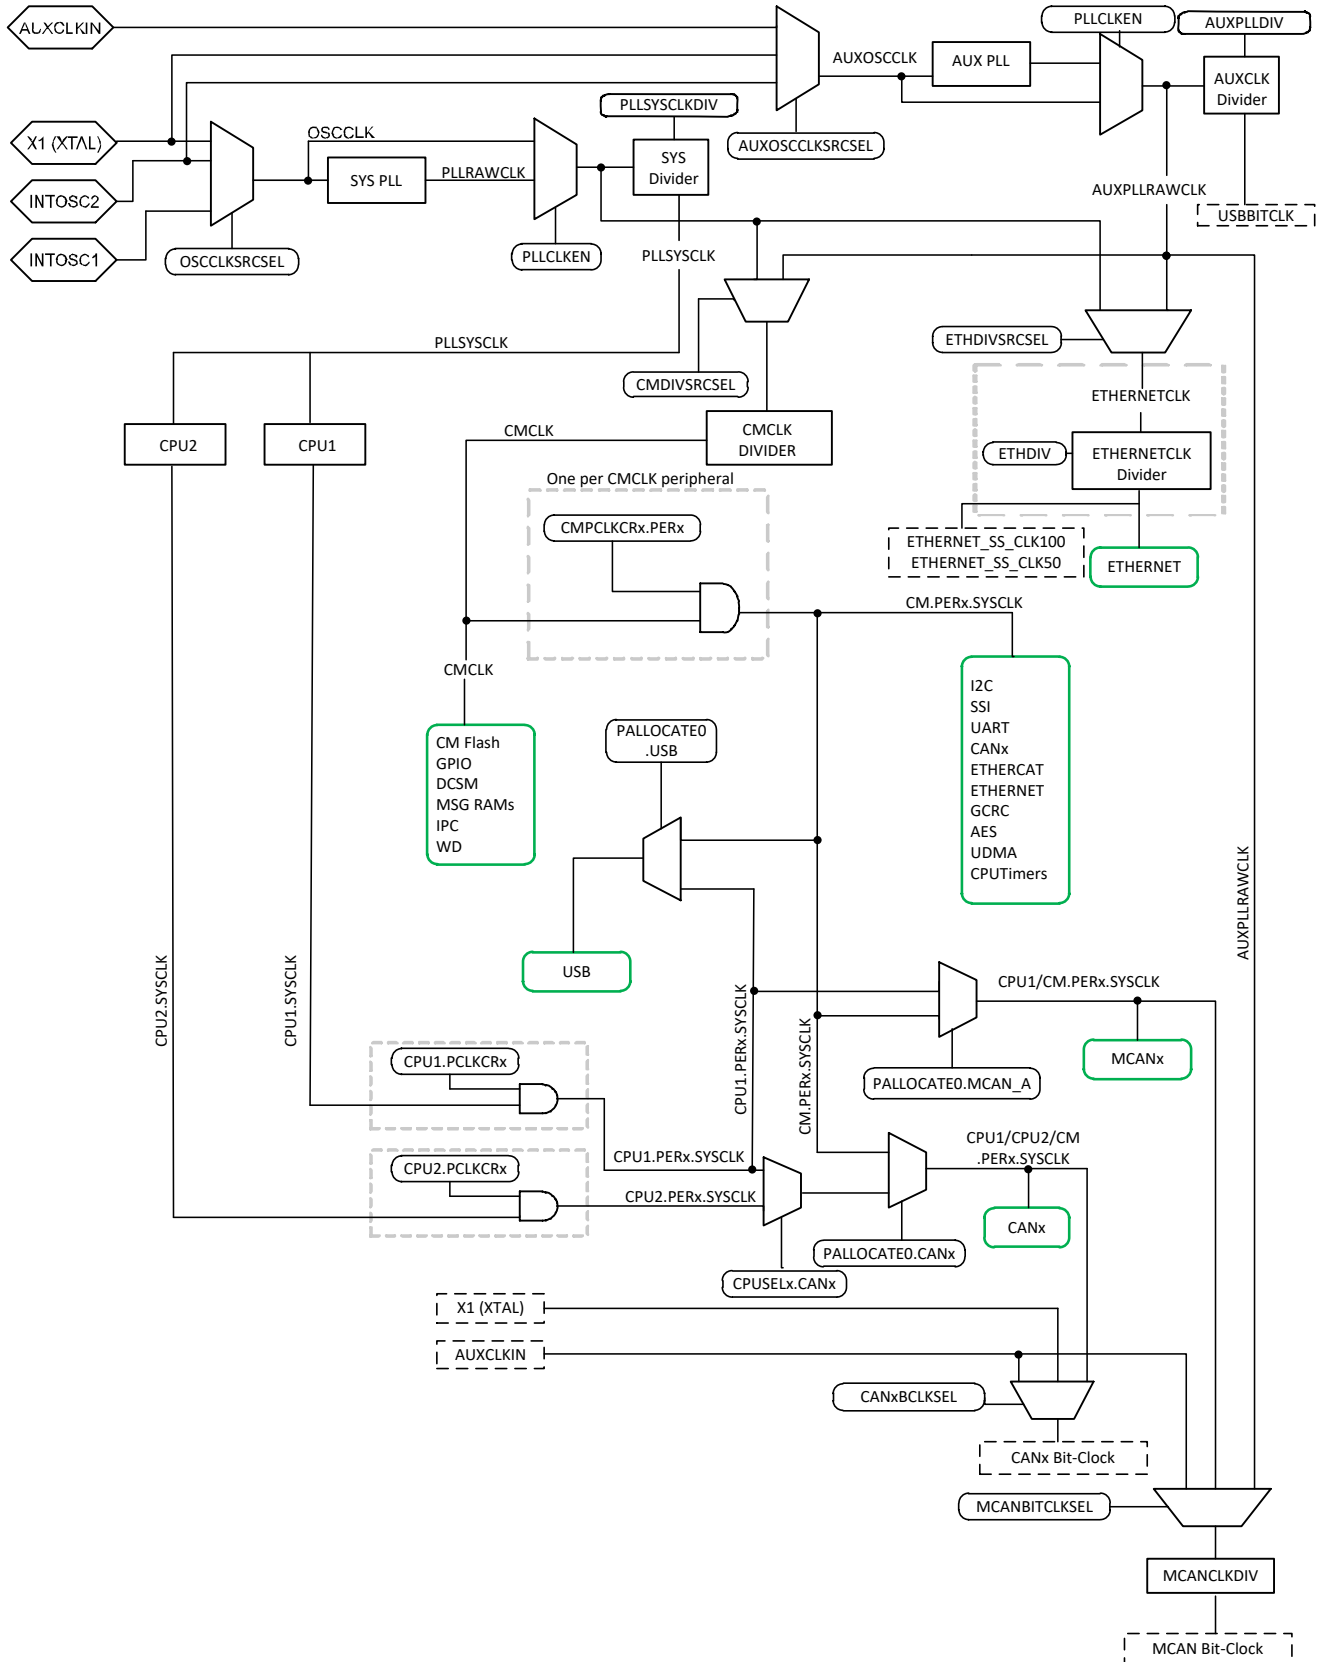 AUXCLKIN
PLLCLKEN
AUXPLLDIV
AUXOSCCLK
AUX PLL
AUXCLK
Divider
PLLSYSCLKDIV
X1 (XTAL)
OSCCLK
SYS PLL
PLLRAWCLK
SYS
Divider
AUXOSCCLKSRCSEL
INTOSC2
AUXPLLRAWCLK
USBBITCLK
INTOSC1
OSCCLKSRCSEL
PLLCLKEN
PLLSYSCLK
PLLSYSCLK
ETHDIVSRCSEL
CMDIVSRCSEL
ETHERNETCLK
CPU2
CPU1
CMCLK
CMCLK
DIVIDER
ETHDIV
ETHERNETCLK
Divider
One per CMCLK peripheral
CMPCLKCRx.PERx
ETHERNET_SS_CLK100
ETHERNET_SS_CLK50
ETHERNET
CM.PERx.SYSCLK
CMCLK
CM Flash
GPIO
DCSM
MSG RAMs
IPC
WD
PALLOCATE0
.USB
I2C
SSI
UART
CANx
ETHERCAT
ETHERNET
GCRC
AES
UDMA
CPUTimers
USB
CPU2.SYSCLK
CPU1.SYSCLK
CPU1.PERx.SYSCLK
CM.PERx.SYSCLK
AUXPLLRAWCLK
CPU1/CM.PERx.SYSCLK
MCANx
PALLOCATE0.MCAN_A
CPU1.PCLKCRx
CPU1.PERx.SYSCLK
CPU2.PCLKCRx
CPU2.PERx.SYSCLK
CPU1/CPU2/CM
.PERx.SYSCLK
CANx
PALLOCATE0.CANx
CPUSELx.CANx
X1 (XTAL)
AUXCLKIN
CANxBCLKSEL
CANx Bit-Clock
MCANBITCLKSEL
MCANCLKDIV
MCAN Bit-Clock